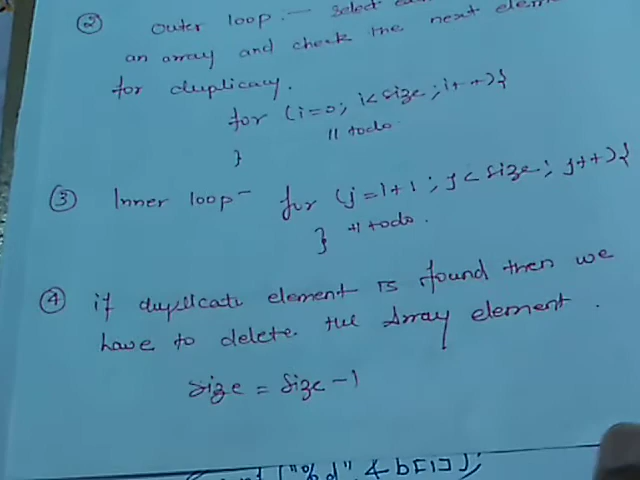 ② outer loop :- select
an array and check the next
for duplicacy.
for (i=0; i<size; i++){
// todo
}
③ Inner loop- for (j=i+1; j<size; j++){
} // todo.
④ if duplicate element is found then we
have to delete the Array element.
size = size-1
("%d", &b[i]);